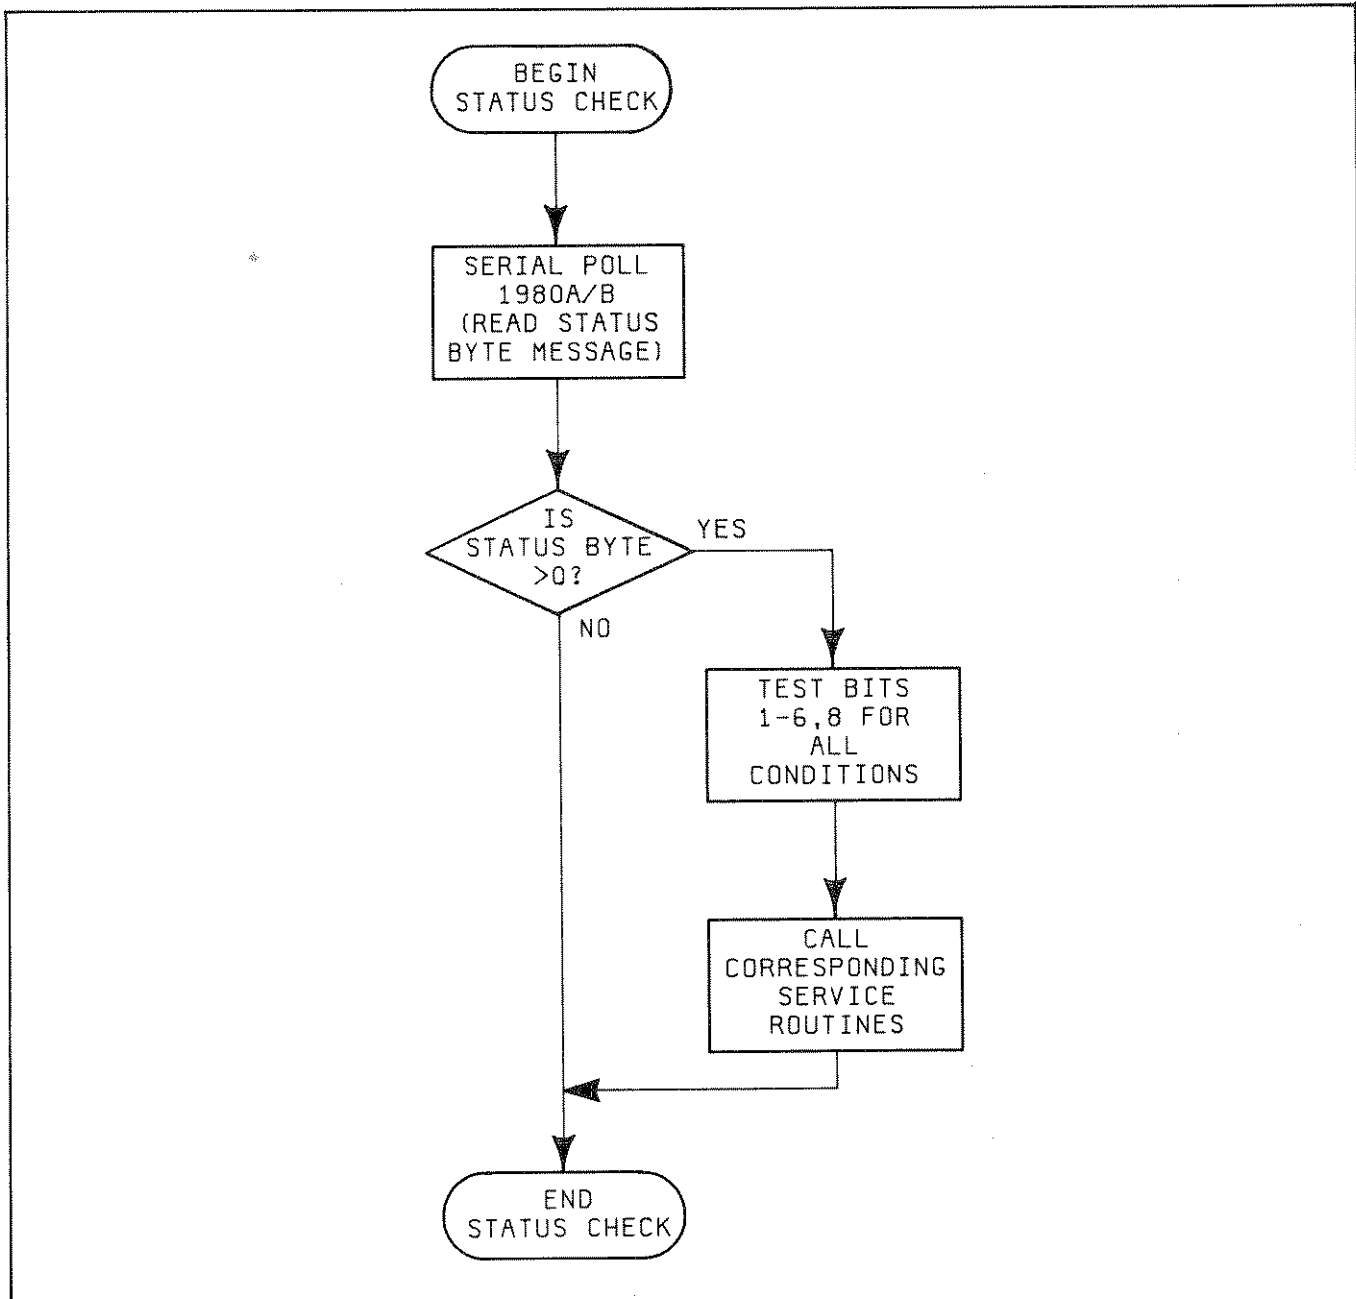 BEGIN
STATUS CHECK
SERIAL POLL
1980A/B
(READ STATUS
BYTE MESSAGE)
IS
STATUS BYTE
>0?
YES
NO
TEST BITS
1-6,8 FOR
ALL
CONDITIONS
CALL
CORRESPONDING
SERVICE
ROUTINES
END
STATUS CHECK